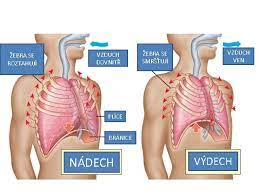 ŽEBRA SE
ROZTAHUJÍ
VZDUCH
DOVNITŘ
PLÍCE
BRÁNICE
NÁDECH
ŽEBRA SE
SMRŠŤUJÍ
VZDUCH
VEN
VÝDECH